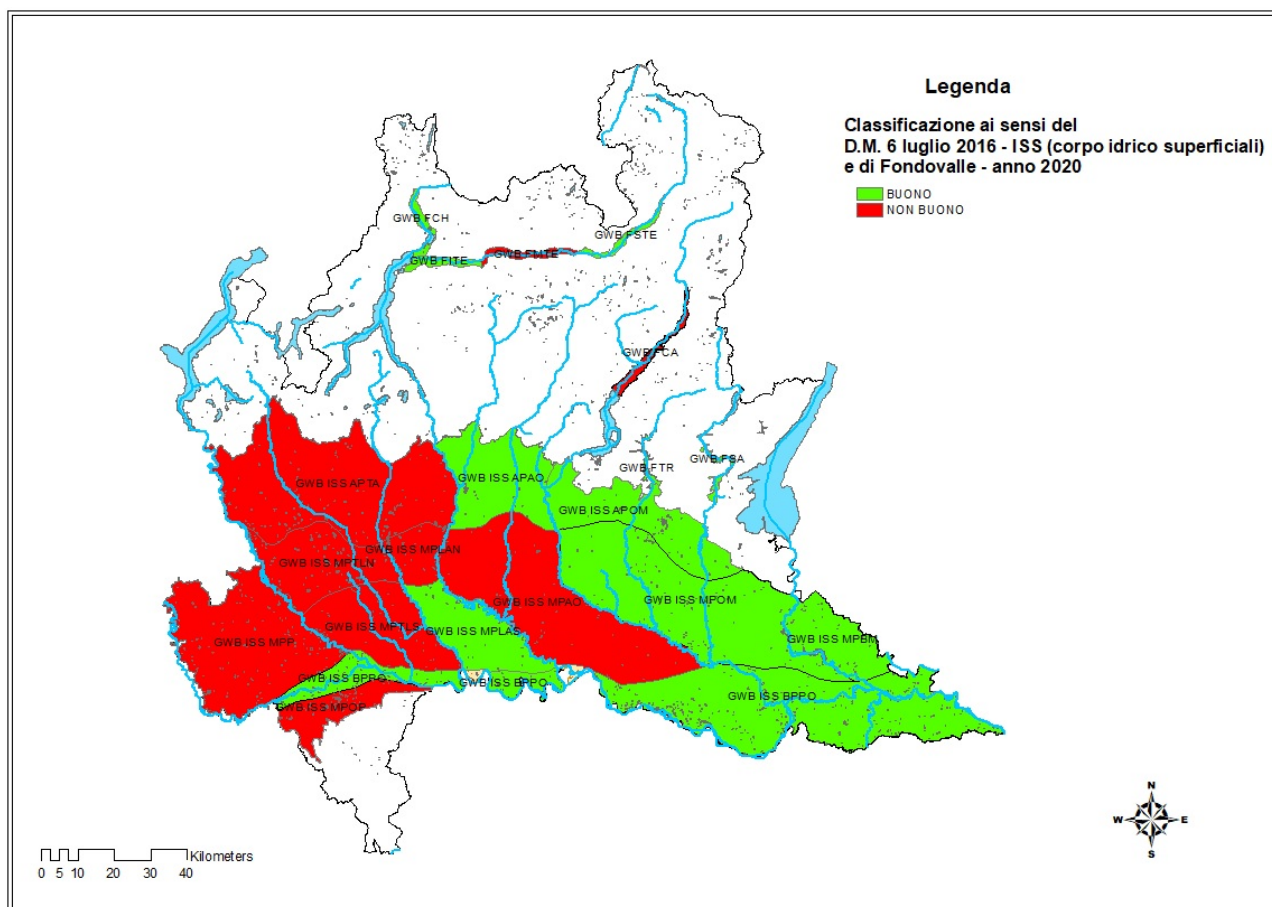 Legenda
Classificazione ai sensi del
D.M. 6 luglio 2016 - ISS (corpo idrico superficiali)
e di Fondovalle - anno 2020
BUONO
NON BUONO
GWB FCH
GWB FSTE
GWB FMTE
GWB FITE
GWB FCA
GWB FTR
GWB FSA
GWB ISS APTA
GWB ISS APAO
GWB ISS APOM
GWB ISS MPLAN
GWB ISS MPTLN
GWB ISS MPAO
GWB ISS MPOM
GWB ISS MPTLS
GWB ISS MPLAS
GWB ISS MPP
GWB ISS MPBM
GWB ISS BPPO
GWB ISS BPPO
GWB ISS BPPO
GWB ISS MPOP
N
W E
S
Kilometers
0 5 10 20 30 40